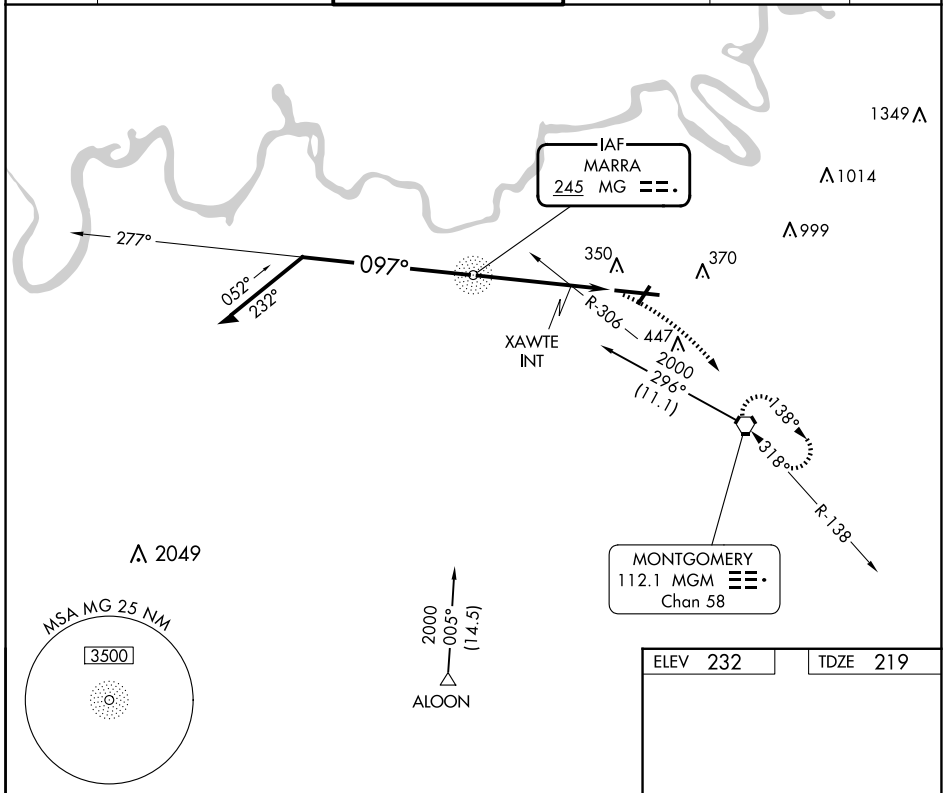 1349
IAF
MARRA
245 MG
1014
999
277°
097°
350
370
052°
232°
R-306
XAWTE
INT
447
2000
296°
(11.1)
138°
318°
R-138
2049
MONTGOMERY
112.1 MGM
Chan 58
MSA MG 25 NM
3500
2000
005°
(14.5)
ALOON
ELEV 232
TDZE 219